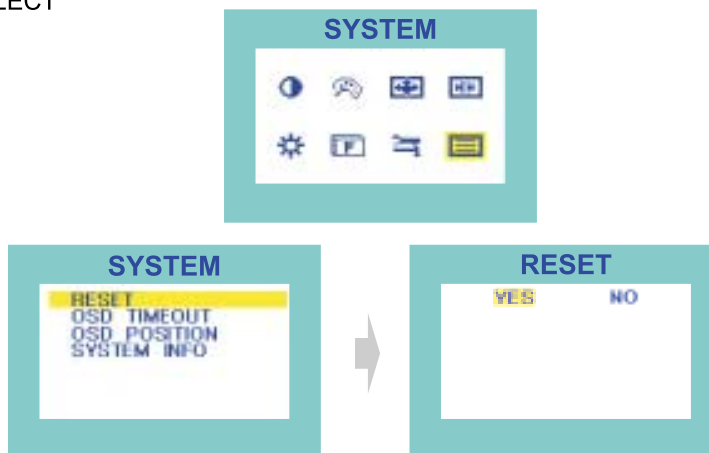 SYSTEM
SYSTEM
RESET
OSD TIMEOUT
OSD POSITION
SYSTEM INFO
RESET
YES NO